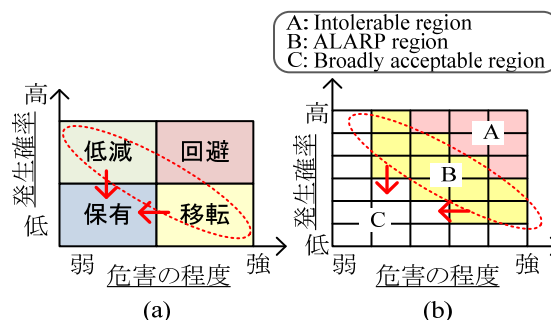 A: Intolerable region
B: ALARP region
C: Broadly acceptable region
高
発生確率
低
低減
回避
保有
移転
弱
強
危害の程度
(a)
高
発生確率
低
A
B
C
弱
強
危害の程度
(b)